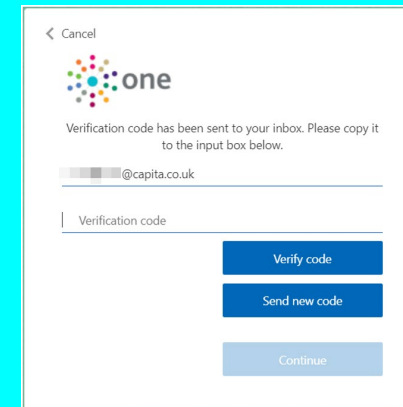 Cancel
one
Verification code has been sent to your inbox. Please copy it
to the input box below.
@capita.co.uk
Verification code
Verify code
Send new code
Continue